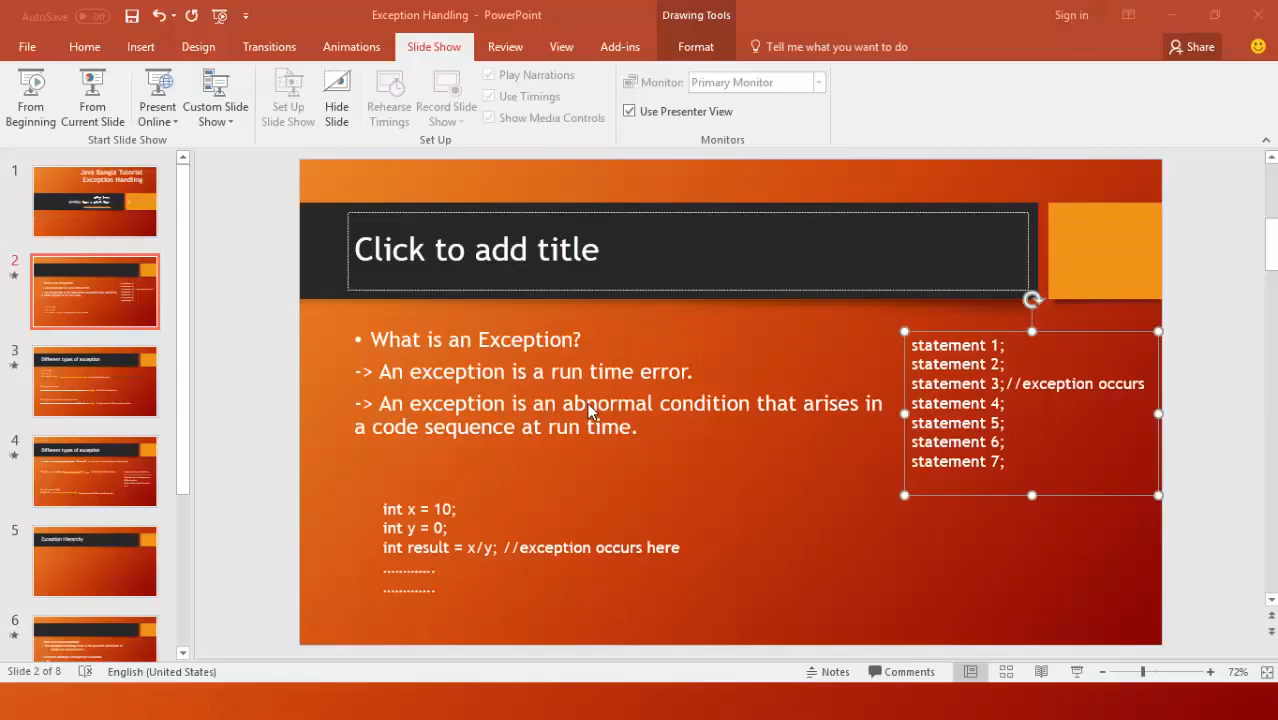 AutoSave Off
Exception Handling - PowerPoint
Drawing Tools
Sign in
File Home Insert Design Transitions Animations Slide Show Review View Add-ins Format Tell me what you want to do Share
From Beginning
From Current Slide
Present Online
Custom Slide Show
Start Slide Show
Set Up Slide Show
Hide Slide
Rehearse Timings
Record Slide Show
Play Narrations
Use Timings
Show Media Controls
Set Up
Monitor: Primary Monitor
Use Presenter View
Monitors
1
Java Bangla Tutorial
Exception Handling
2
3
Different types of exception
4
Different types of exception
5
Exception Hierarchy
6
Click to add title
• What is an Exception?
-> An exception is a run time error.
-> An exception is an abnormal condition that arises in
a code sequence at run time.
int x = 10;
int y = 0;
int result = x/y; //exception occurs here
.............
.............
statement 1;
statement 2;
statement 3;//exception occurs
statement 4;
statement 5;
statement 6;
statement 7;
Slide 2 of 8
English (United States)
Notes
Comments
72%